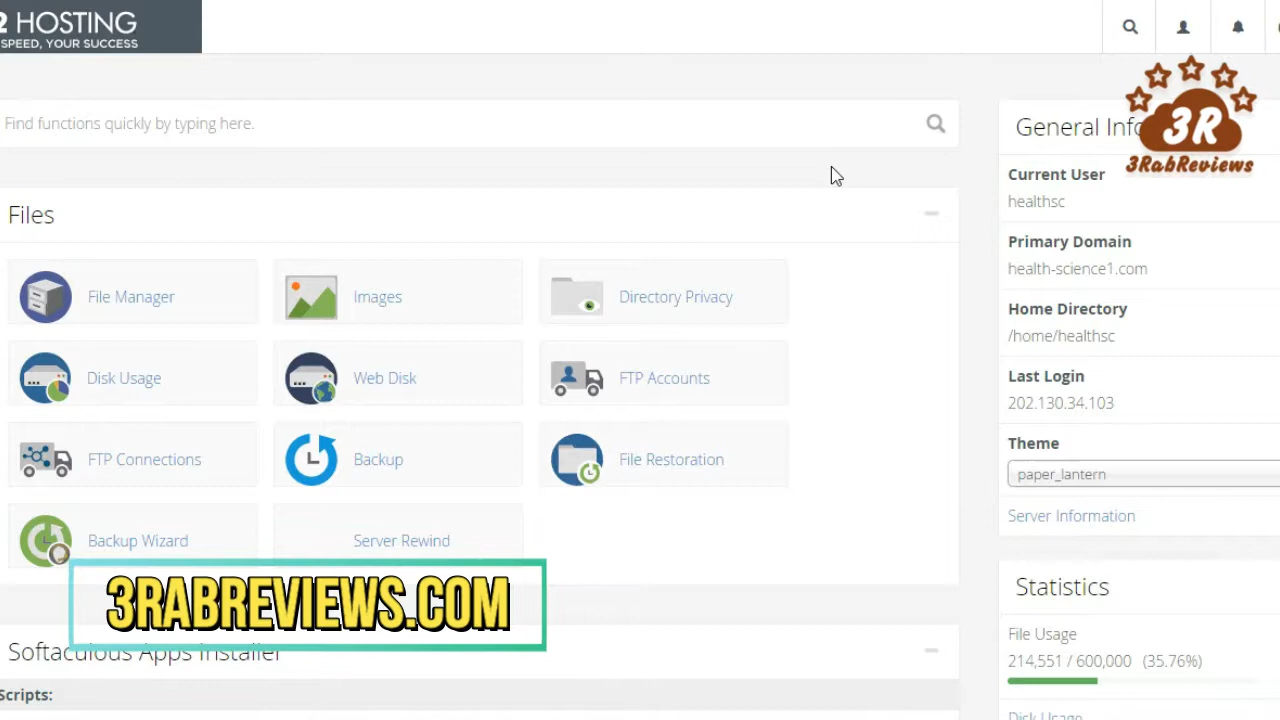 2 HOSTING
SPEED, YOUR SUCCESS
Find functions quickly by typing here.
Files
File Manager
Images
Directory Privacy
Disk Usage
Web Disk
FTP Accounts
FTP Connections
Backup
File Restoration
Backup Wizard
Server Rewind
3RABREVIEWS.COM
Softaculous Apps Installer
Scripts:
General Info
3R
3RabReviews
Current User
healthsc
Primary Domain
health-science1.com
Home Directory
/home/healthsc
Last Login
202.130.34.103
Theme
paper_lantern
Server Information
Statistics
File Usage
214,551 / 600,000 (35.76%)
Disk Usage